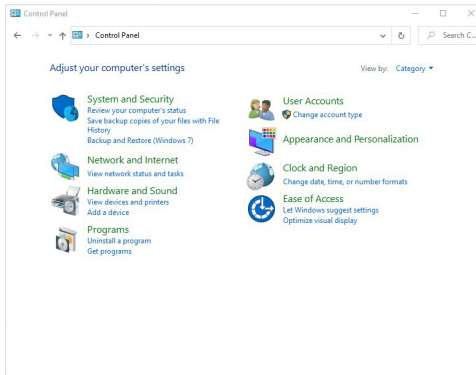 Control Panel
Control Panel
Search C...
Adjust your computer's settings
View by: Category
System and Security
Review your computer's status
Save backup copies of your files with File
History
Backup and Restore (Windows 7)
Network and Internet
View network status and tasks
Hardware and Sound
View devices and printers
Add a device
Programs
Uninstall a program
Get programs
User Accounts
Change account type
Appearance and Personalization
Clock and Region
Change date, time, or number formats
Ease of Access
Let Windows suggest settings
Optimize visual display